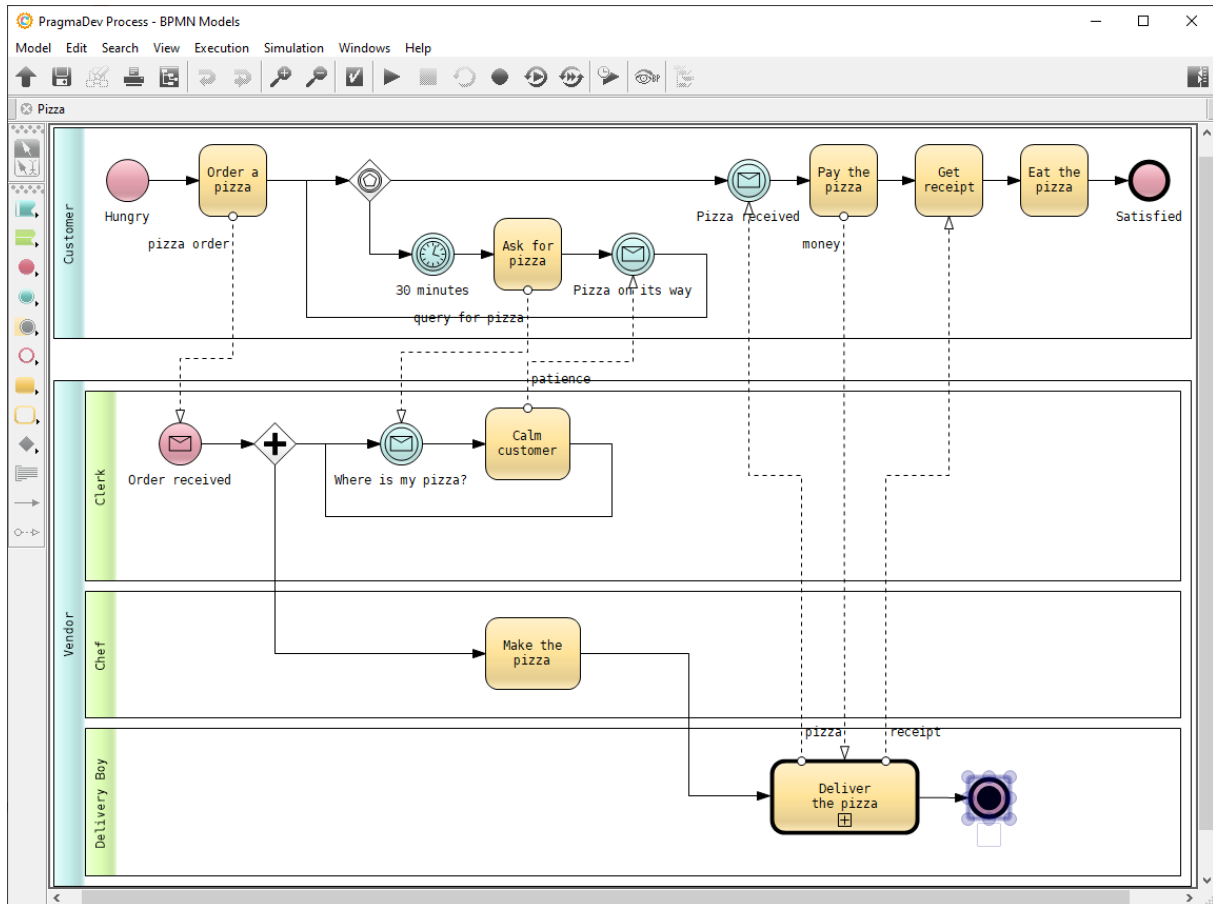 PragmaDev Process - BPMN Models
Model Edit Search View Execution Simulation Windows Help
BP
Pizza
Customer
Hungry
Order a
pizza
pizza order
30 minutes
Ask for
pizza
query for pizza
Pizza on its way
Pizza received
Pay the
pizza
money
Get
receipt
Eat the
pizza
Satisfied
patience
Vendor
Clerk
Order received
Where is my pizza?
Calm
customer
Chef
Make the
pizza
Delivery Boy
pizza
receipt
Deliver
the pizza